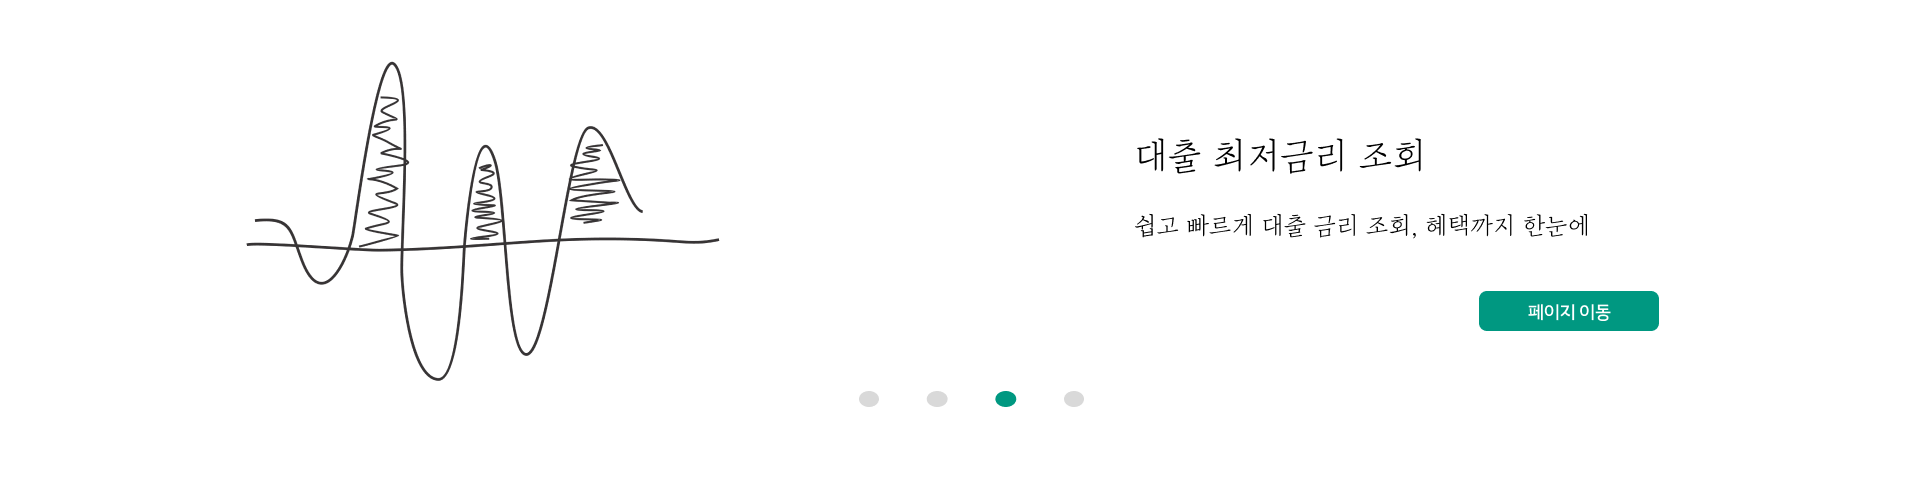 대출 최저금리 조회
쉽고 빠르게 대출 금리 조회, 혜택까지 한눈에
페이지 이동